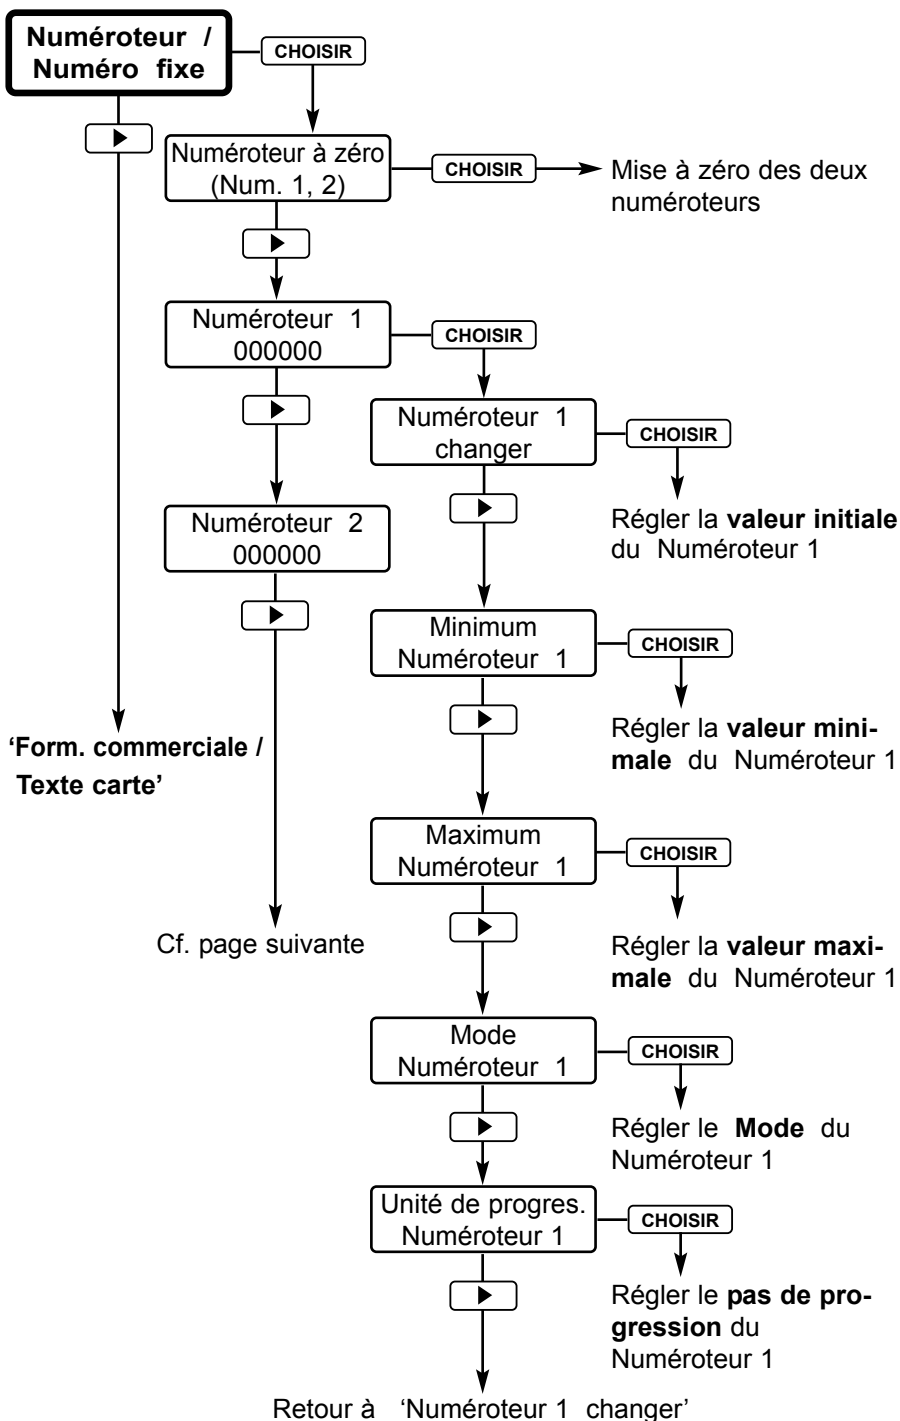 Numéroteur /
Numéro fixe
CHOISIR
Numéroteur à zéro
(Num. 1, 2)
CHOISIR
Mise à zéro des deux
numéroteurs
Numéroteur 1
000000
CHOISIR
Numéroteur 1
changer
CHOISIR
Régler la valeur initiale
du Numéroteur 1
Numéroteur 2
000000
Minimum
Numéroteur 1
CHOISIR
Régler la valeur mini-
male du Numéroteur 1
‘Form. commerciale /
Texte carte’
Maximum
Numéroteur 1
CHOISIR
Régler la valeur maxi-
male du Numéroteur 1
Cf. page suivante
Mode
Numéroteur 1
CHOISIR
Régler le Mode du
Numéroteur 1
Unité de progres.
Numéroteur 1
CHOISIR
Régler le pas de pro-
gression du
Numéroteur 1
Retour à ‘Numéroteur 1 changer’